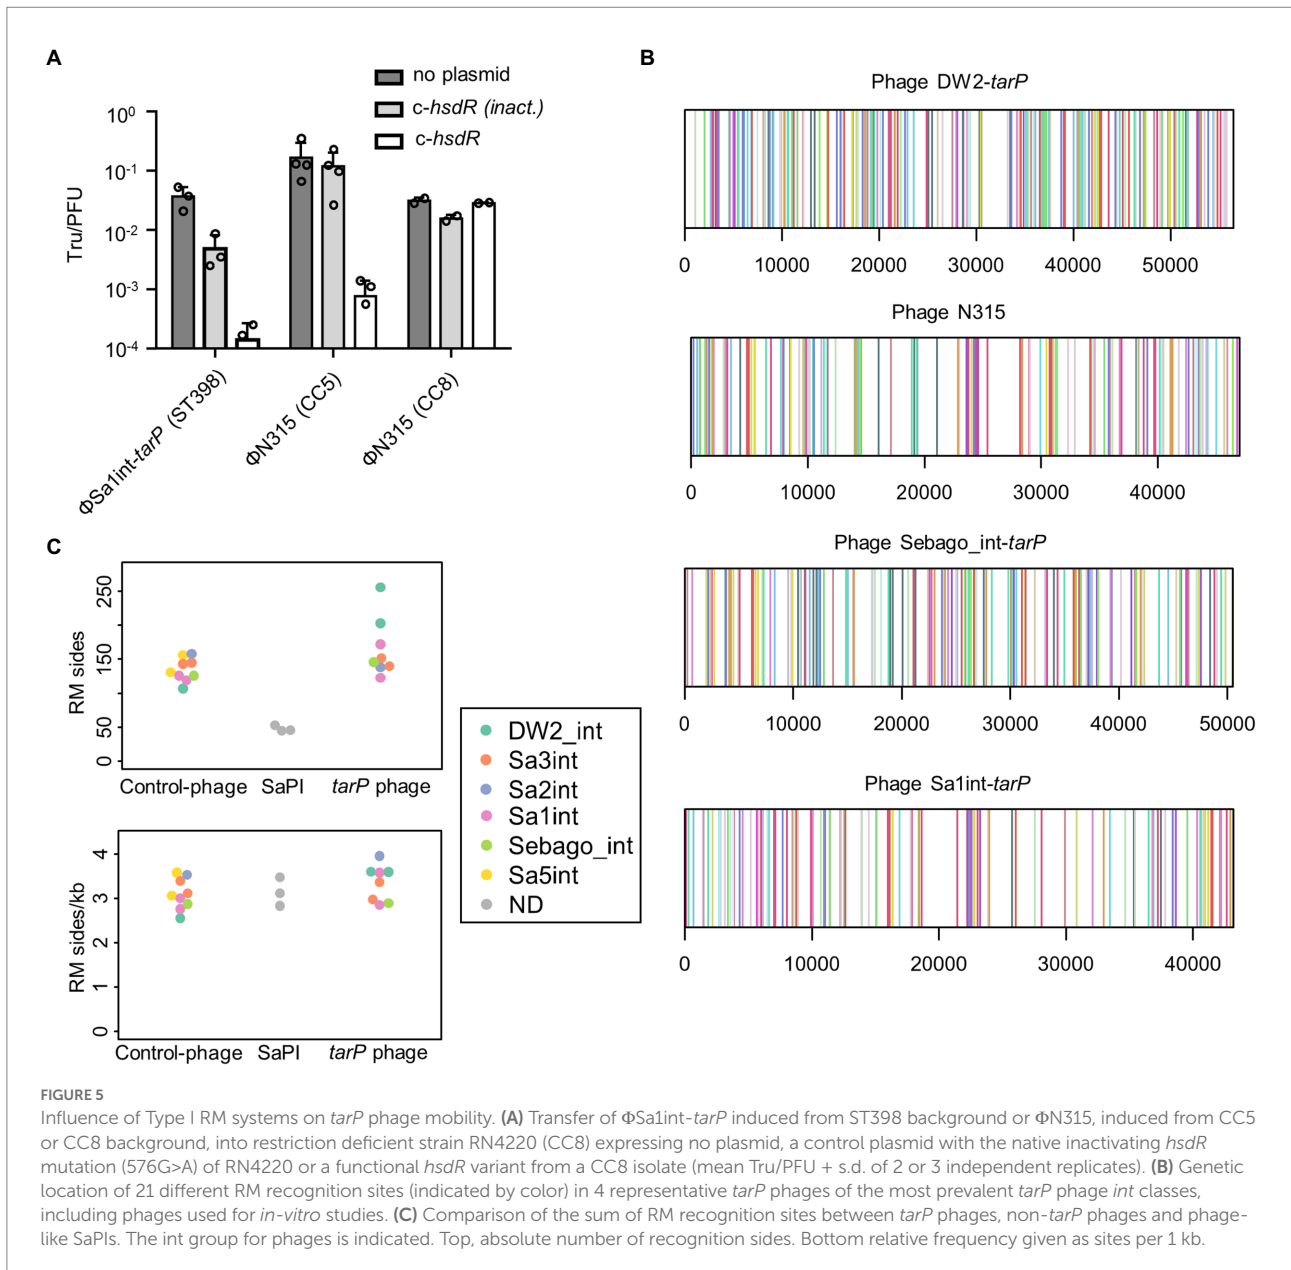 A
no plasmid
c-hsdR (inact.)
c-hsdR
10⁰
10⁻¹
10⁻²
10⁻³
10⁻⁴
Tru/PFU
ΦSa1int-tarP (ST398)
ΦN315 (CC5)
ΦN315 (CC8)
B
Phage DW2-tarP
0 10000 20000 30000 40000 50000
Phage N315
0 10000 20000 30000 40000
Phage Sebago_int-tarP
0 10000 20000 30000 40000 50000
Phage Sa1int-tarP
0 10000 20000 30000 40000
C
RM sides
250
150
50
0
Control-phage SaPI tarP phage
RM sides/kb
4
3
2
1
0
Control-phage SaPI tarP phage
DW2_int
Sa3int
Sa2int
Sa1int
Sebago_int
Sa5int
ND
FIGURE 5
Influence of Type I RM systems on tarP phage mobility. (A) Transfer of ΦSa1int-tarP induced from ST398 background or ΦN315, induced from CC5
or CC8 background, into restriction deficient strain RN4220 (CC8) expressing no plasmid, a control plasmid with the native inactivating hsdR
mutation (576G>A) of RN4220 or a functional hsdR variant from a CC8 isolate (mean Tru/PFU + s.d. of 2 or 3 independent replicates). (B) Genetic
location of 21 different RM recognition sites (indicated by color) in 4 representative tarP phages of the most prevalent tarP phage int classes,
including phages used for in-vitro studies. (C) Comparison of the sum of RM recognition sites between tarP phages, non-tarP phages and phage-
like SaPIs. The int group for phages is indicated. Top, absolute number of recognition sides. Bottom relative frequency given as sites per 1 kb.